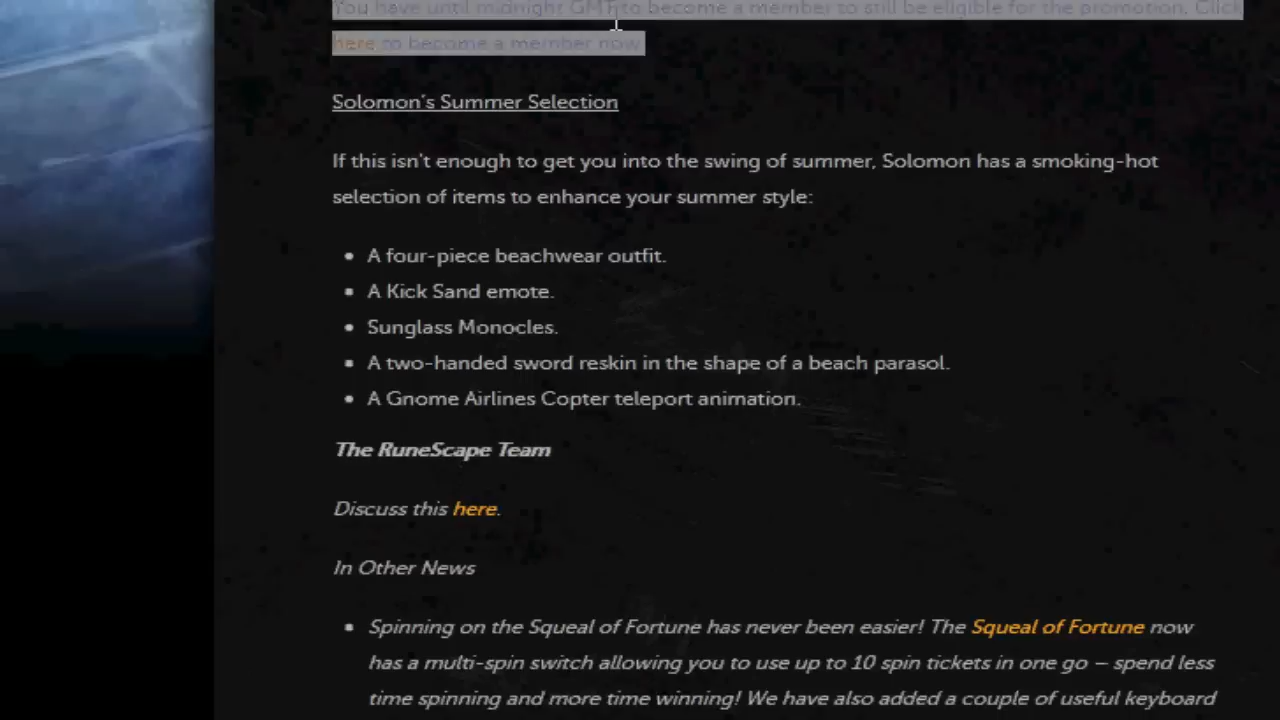 You have until midnight GMT to become a member to still be eligible for the promotion. Click
here to become a member now
Solomon's Summer Selection
If this isn't enough to get you into the swing of summer, Solomon has a smoking-hot
selection of items to enhance your summer style:
• A four-piece beachwear outfit.
• A Kick Sand emote.
• Sunglass Monocles.
• A two-handed sword reskin in the shape of a beach parasol.
• A Gnome Airlines Copter teleport animation.
The RuneScape Team
Discuss this here.
In Other News
• Spinning on the Squeal of Fortune has never been easier! The Squeal of Fortune now
has a multi-spin switch allowing you to use up to 10 spin tickets in one go – spend less
time spinning and more time winning! We have also added a couple of useful keyboard